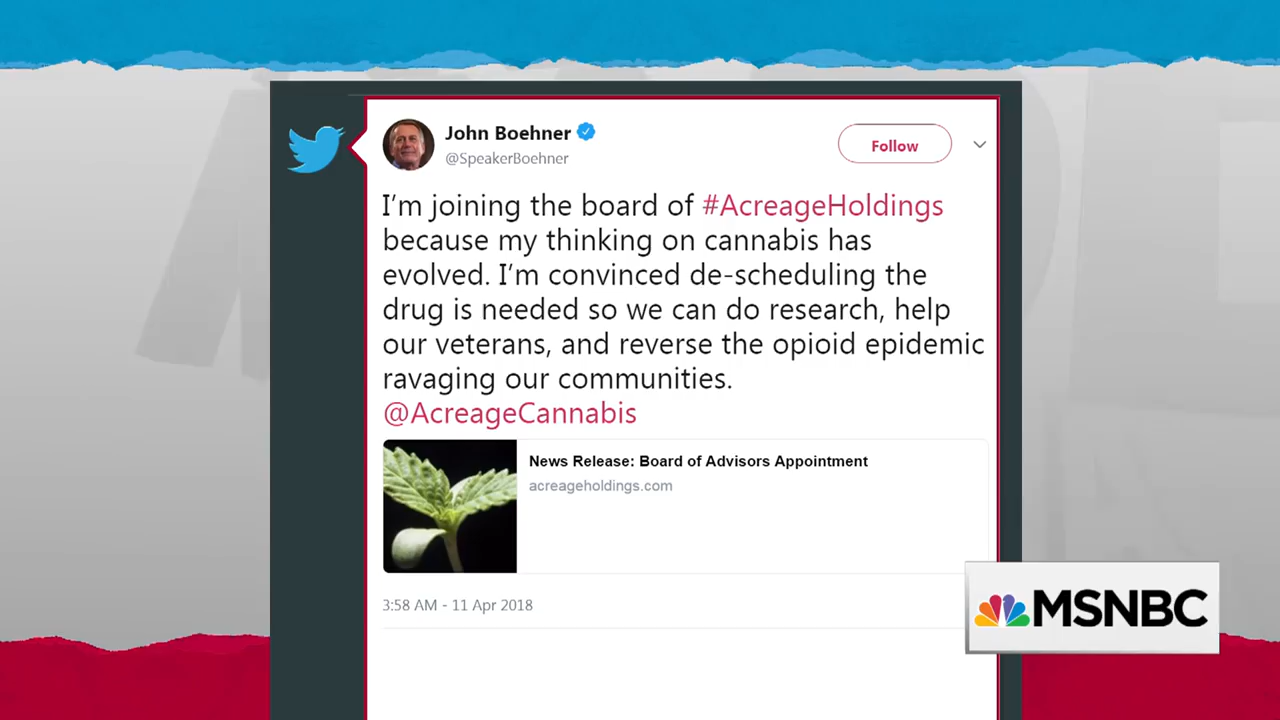 John Boehner
@SpeakerBoehner
Follow
I'm joining the board of #AcreageHoldings
because my thinking on cannabis has
evolved. I'm convinced de-scheduling the
drug is needed so we can do research, help
our veterans, and reverse the opioid epidemic
ravaging our communities.
@AcreageCannabis
News Release: Board of Advisors Appointment
acreageholdings.com
3:58 AM - 11 Apr 2018
MSNBC